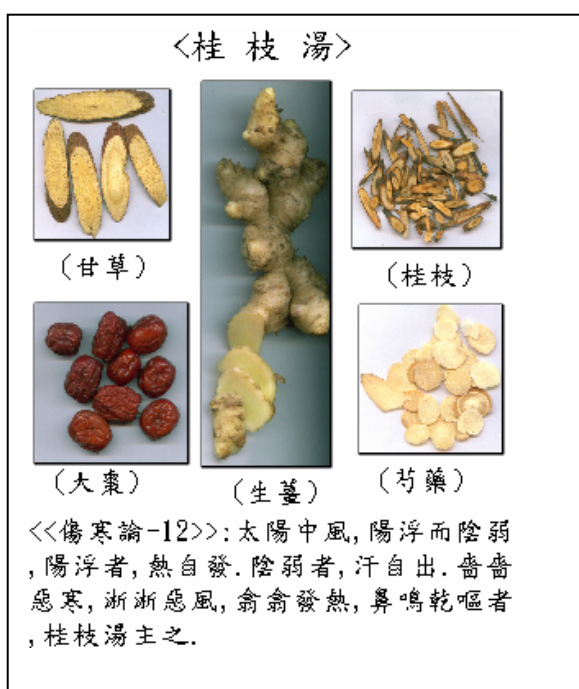 <桂 枝 湯>
(甘草)
(桂枝)
(大棗)
(生薑)
(芍藥)
<<傷寒論-12>>:太陽中風,陽浮而陰弱
,陽浮者,熱自發.陰弱者,汗自出.嗇嗇
惡寒,淅淅惡風,翕翕發熱,鼻鳴乾嘔者
,桂枝湯主之.